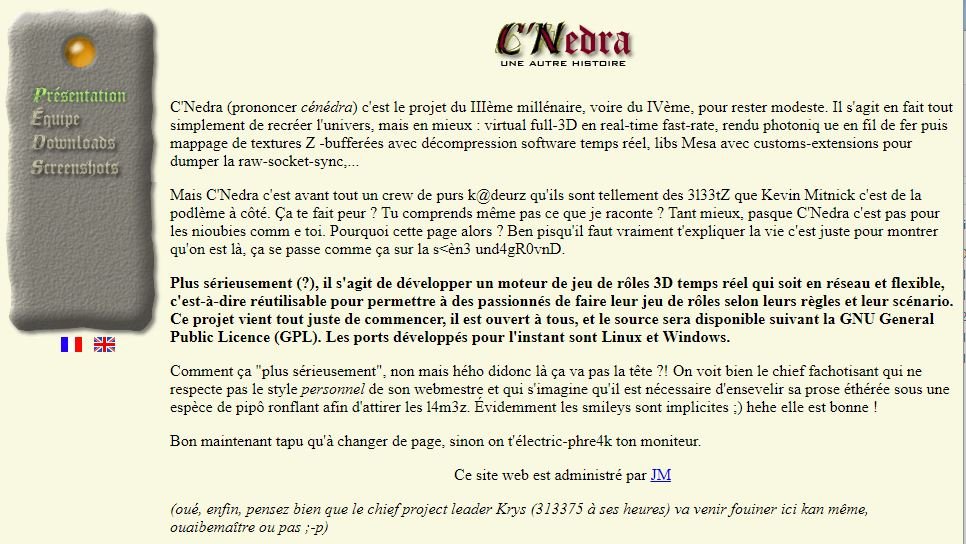 C'Nedra
UNE AUTRE HISTOIRE
Présentation
Équipe
Downloads
Screenshots
C'Nedra (prononcer cénédra) c'est le projet du IIIème millénaire, voire du IVème, pour rester modeste. Il s'agit en fait tout
simplement de recréer l'univers, mais en mieux : virtual full-3D en real-time fast-rate, rendu photoniq ue en fil de fer puis
mappage de textures Z -bufferées avec décompression software temps réel, libs Mesa avec customs-extensions pour
dumper la raw-socket-sync,...
Mais C'Nedra c'est avant tout un crew de purs k@deurz qu'ils sont tellement des 3l33tZ que Kevin Mitnick c'est de la
podlème à côté. Ça te fait peur ? Tu comprends même pas ce que je raconte ? Tant mieux, pasque C'Nedra c'est pas pour
les nioubies comm e toi. Pourquoi cette page alors ? Ben pisqu'il faut vraiment t'expliquer la vie c'est juste pour montrer
qu'on est là, ça se passe comme ça sur la s<èn3 und4gR0vnD.
Plus sérieusement (?), il s'agit de développer un moteur de jeu de rôles 3D temps réel qui soit en réseau et flexible,
c'est-à-dire réutilisable pour permettre à des passionnés de faire leur jeu de rôles selon leurs règles et leur scénario.
Ce projet vient tout juste de commencer, il est ouvert à tous, et le source sera disponible suivant la GNU General
Public Licence (GPL). Les ports développés pour l'instant sont Linux et Windows.
Comment ça "plus sérieusement", non mais hého didonc là ça va pas la tête ?! On voit bien le chief fachotisant qui ne
respecte pas le style personnel de son webmestre et qui s'imagine qu'il est nécessaire d'ensevelir sa prose éthérée sous une
espèce de pipô ronflant afin d'attirer les l4m3z. Évidemment les smileys sont implicites ;) hehe elle est bonne !
Bon maintenant tapu qu'à changer de page, sinon on t'électric-phre4k ton moniteur.
Ce site web est administré par JM
(oué, enfin, pensez bien que le chief project leader Krys (313375 à ses heures) va venir fouiner ici kan même,
ouaibemaître ou pas ;-p)